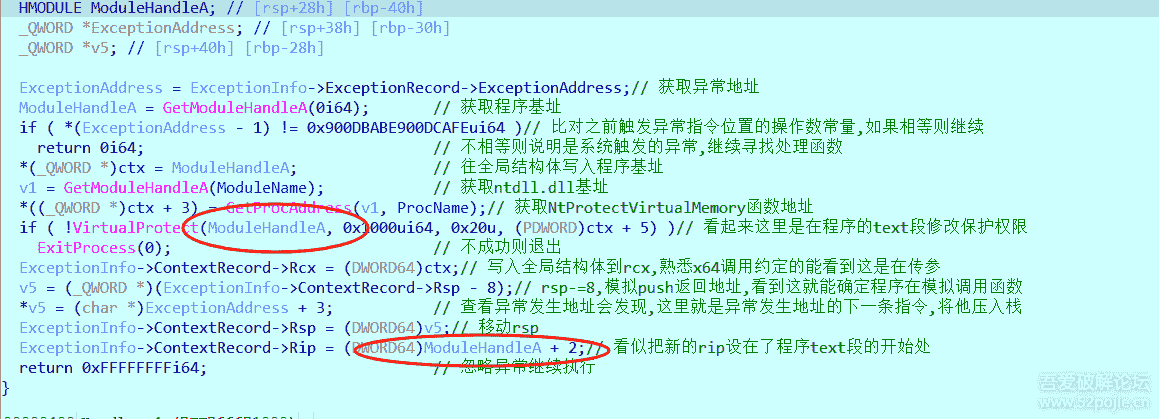 HMODULE ModuleHandleA; // [rsp+28h] [rbp-40h]
_QWORD *ExceptionAddress; // [rsp+38h] [rbp-30h]
_QWORD *v5; // [rsp+40h] [rbp-28h]
ExceptionAddress = ExceptionInfo->ExceptionRecord->ExceptionAddress;// 获取异常地址
ModuleHandleA = GetModuleHandleA(0i64); // 获取程序基址
if ( *(ExceptionAddress - 1) != 0x900DBABE900DCAFEui64 )// 比对之前触发异常指令位置的操作数常量,如果相等则继续
return 0i64; // 不相等则说明是系统触发的异常,继续寻找处理函数
*(_QWORD *)ctx = ModuleHandleA; // 往全局结构体写入程序基址
v1 = GetModuleHandleA(ModuleName); // 获取ntdll.dll基址
*((_QWORD *)ctx + 3) = GetProcAddress(v1, ProcName);// 获取NtProtectVirtualMemory函数地址
if ( !VirtualProtect(ModuleHandleA, 0x1000ui64, 0x20u, (PDWORD)ctx + 5) )// 看起来这里是在程序的text段修改保护权限
ExitProcess(0); // 不成功则退出
ExceptionInfo->ContextRecord->Rcx = (DWORD64)ctx;// 写入全局结构体到rcx,熟悉x64调用约定的能看到这是在传参
v5 = (_QWORD *)(ExceptionInfo->ContextRecord->Rsp - 8);// rsp-=8,模拟push返回地址,看到这就能确定程序在模拟调用函数
*v5 = (char *)ExceptionAddress + 3; // 查看异常发生地址会发现,这里就是异常发生地址的下一条指令,将他压入栈
ExceptionInfo->ContextRecord->Rsp = (DWORD64)v5;// 移动rsp
ExceptionInfo->ContextRecord->Rip = (DWORD64)ModuleHandleA + 2;// 看似把新的rip设在了程序text段的开始处
return 0xFFFFFFFFi64; // 忽略异常继续执行
}
吾爱破解论坛
www.52pojie.cn